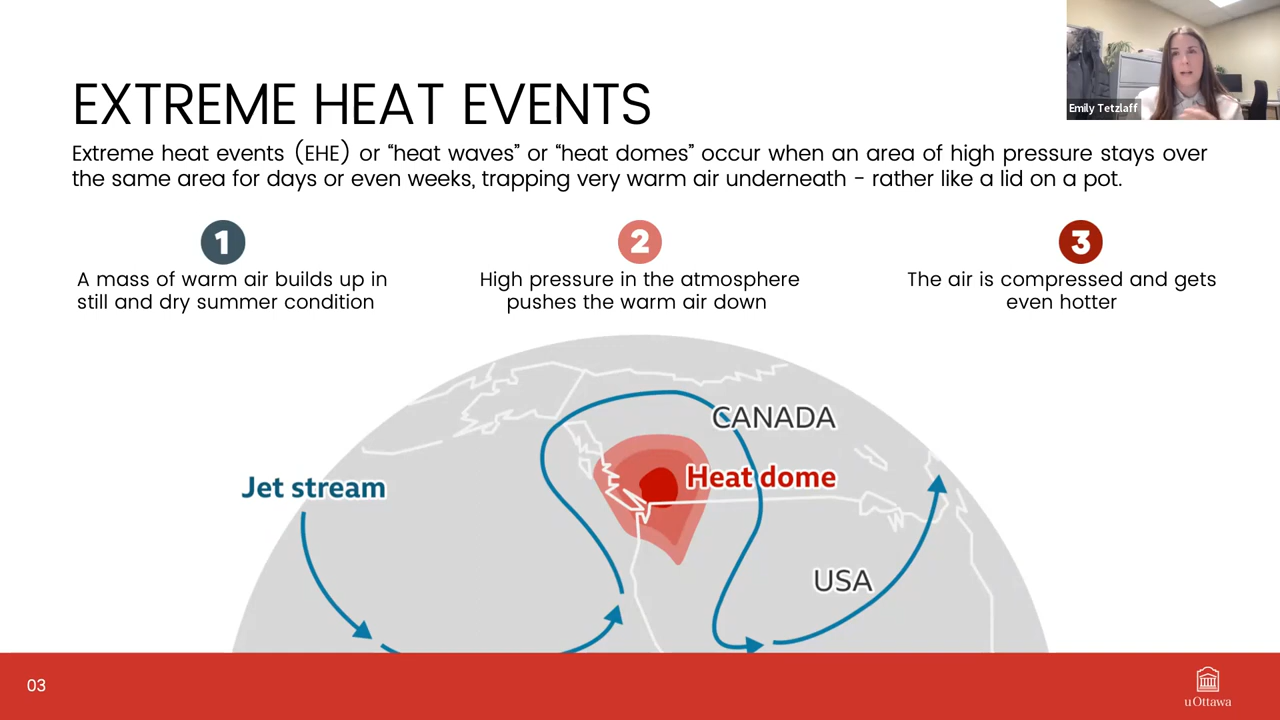 Emily Tetzlaff
EXTREME HEAT EVENTS
Extreme heat events (EHE) or “heat waves” or “heat domes” occur when an area of high pressure stays over
the same area for days or even weeks, trapping very warm air underneath - rather like a lid on a pot.
1
A mass of warm air builds up in
still and dry summer condition
2
High pressure in the atmosphere
pushes the warm air down
3
The air is compressed and gets
even hotter
CANADA
Heat dome
Jet stream
USA
03
uOttawa